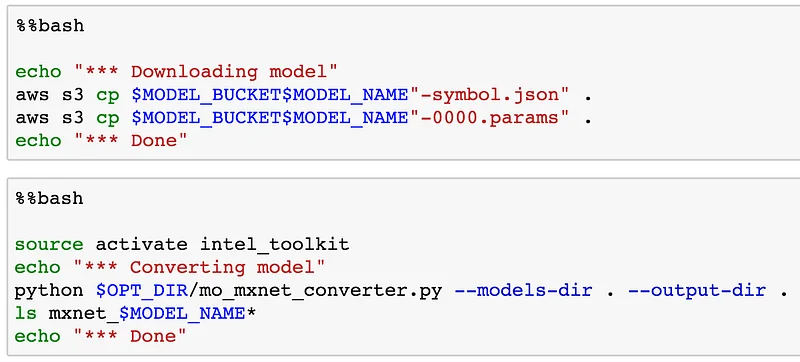 %%bash
echo "*** Downloading model"
aws s3 cp $MODEL_BUCKET$MODEL_NAME"-symbol.json" .
aws s3 cp $MODEL_BUCKET$MODEL_NAME"-0000.params" .
echo "*** Done"
%%bash
source activate intel_toolkit
echo "*** Converting model"
python $OPT_DIR/mo_mxnet_converter.py --models-dir . --output-dir .
ls mxnet_$MODEL_NAME*
echo "*** Done"